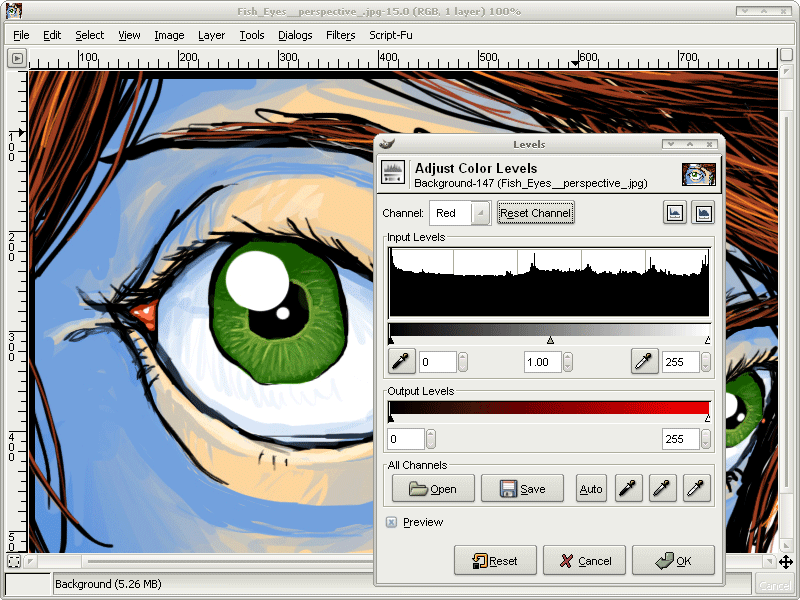 Fish_Eyes__perspective_.jpg-15.0 (RGB, 1 layer) 100%
File Edit Select View Image Layer Tools Dialogs Filters Script-Fu
100 200 300 400 500 600 700
100
200
300
400
50
Levels
Adjust Color Levels
Background-147 (Fish_Eyes__perspective_.jpg)
Channel: Red Reset Channel
Input Levels
0 1.00 255
Output Levels
0 255
All Channels
Open Save Auto
Preview
Reset Cancel OK
Background (5.26 MB) Cancel